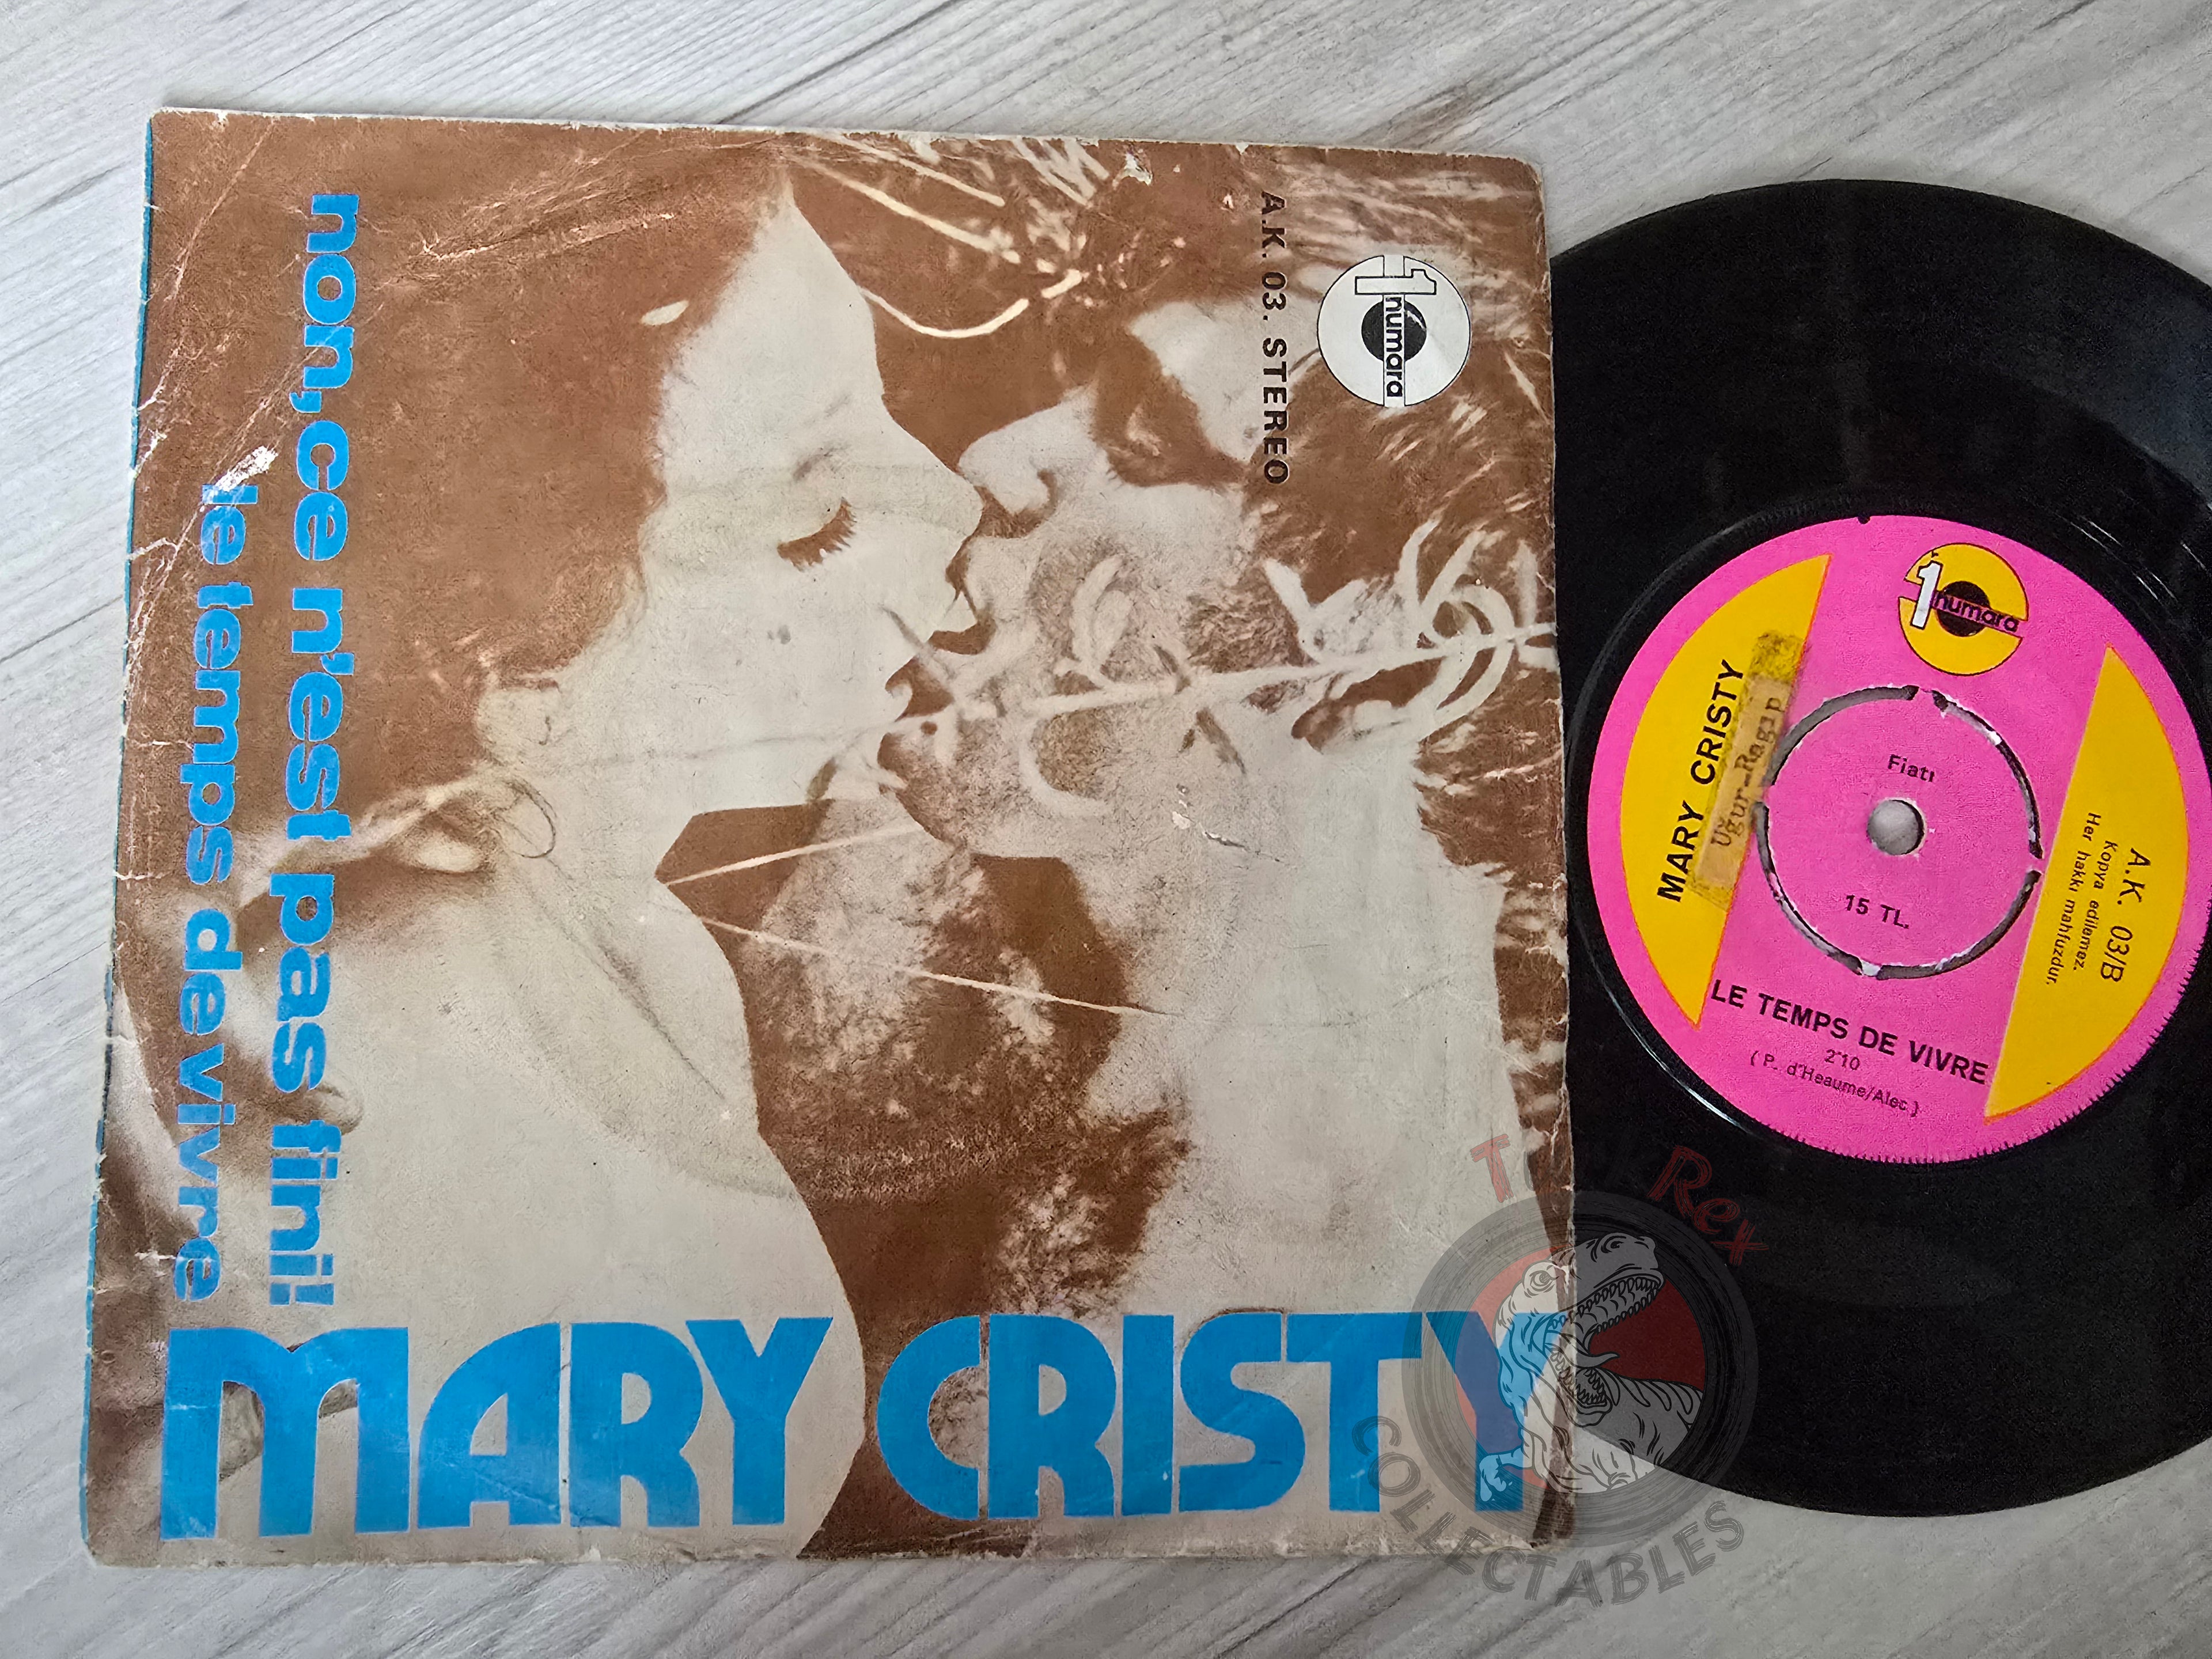 non, ce n'est pas fini!
le temps de vivre
A.K. 03. STEREO
1 numara
MARY CRISTY
1 numara
MARY CRISTY
Uğur-Ragıp
Fiatı
15 TL.
A.K. 03/B
Kopya edilemez.
Her hakkı mahfuzdur.
LE TEMPS DE VIVRE
2"10
( P. d'Heaume/Alec )
Rex
COLLECTABLES